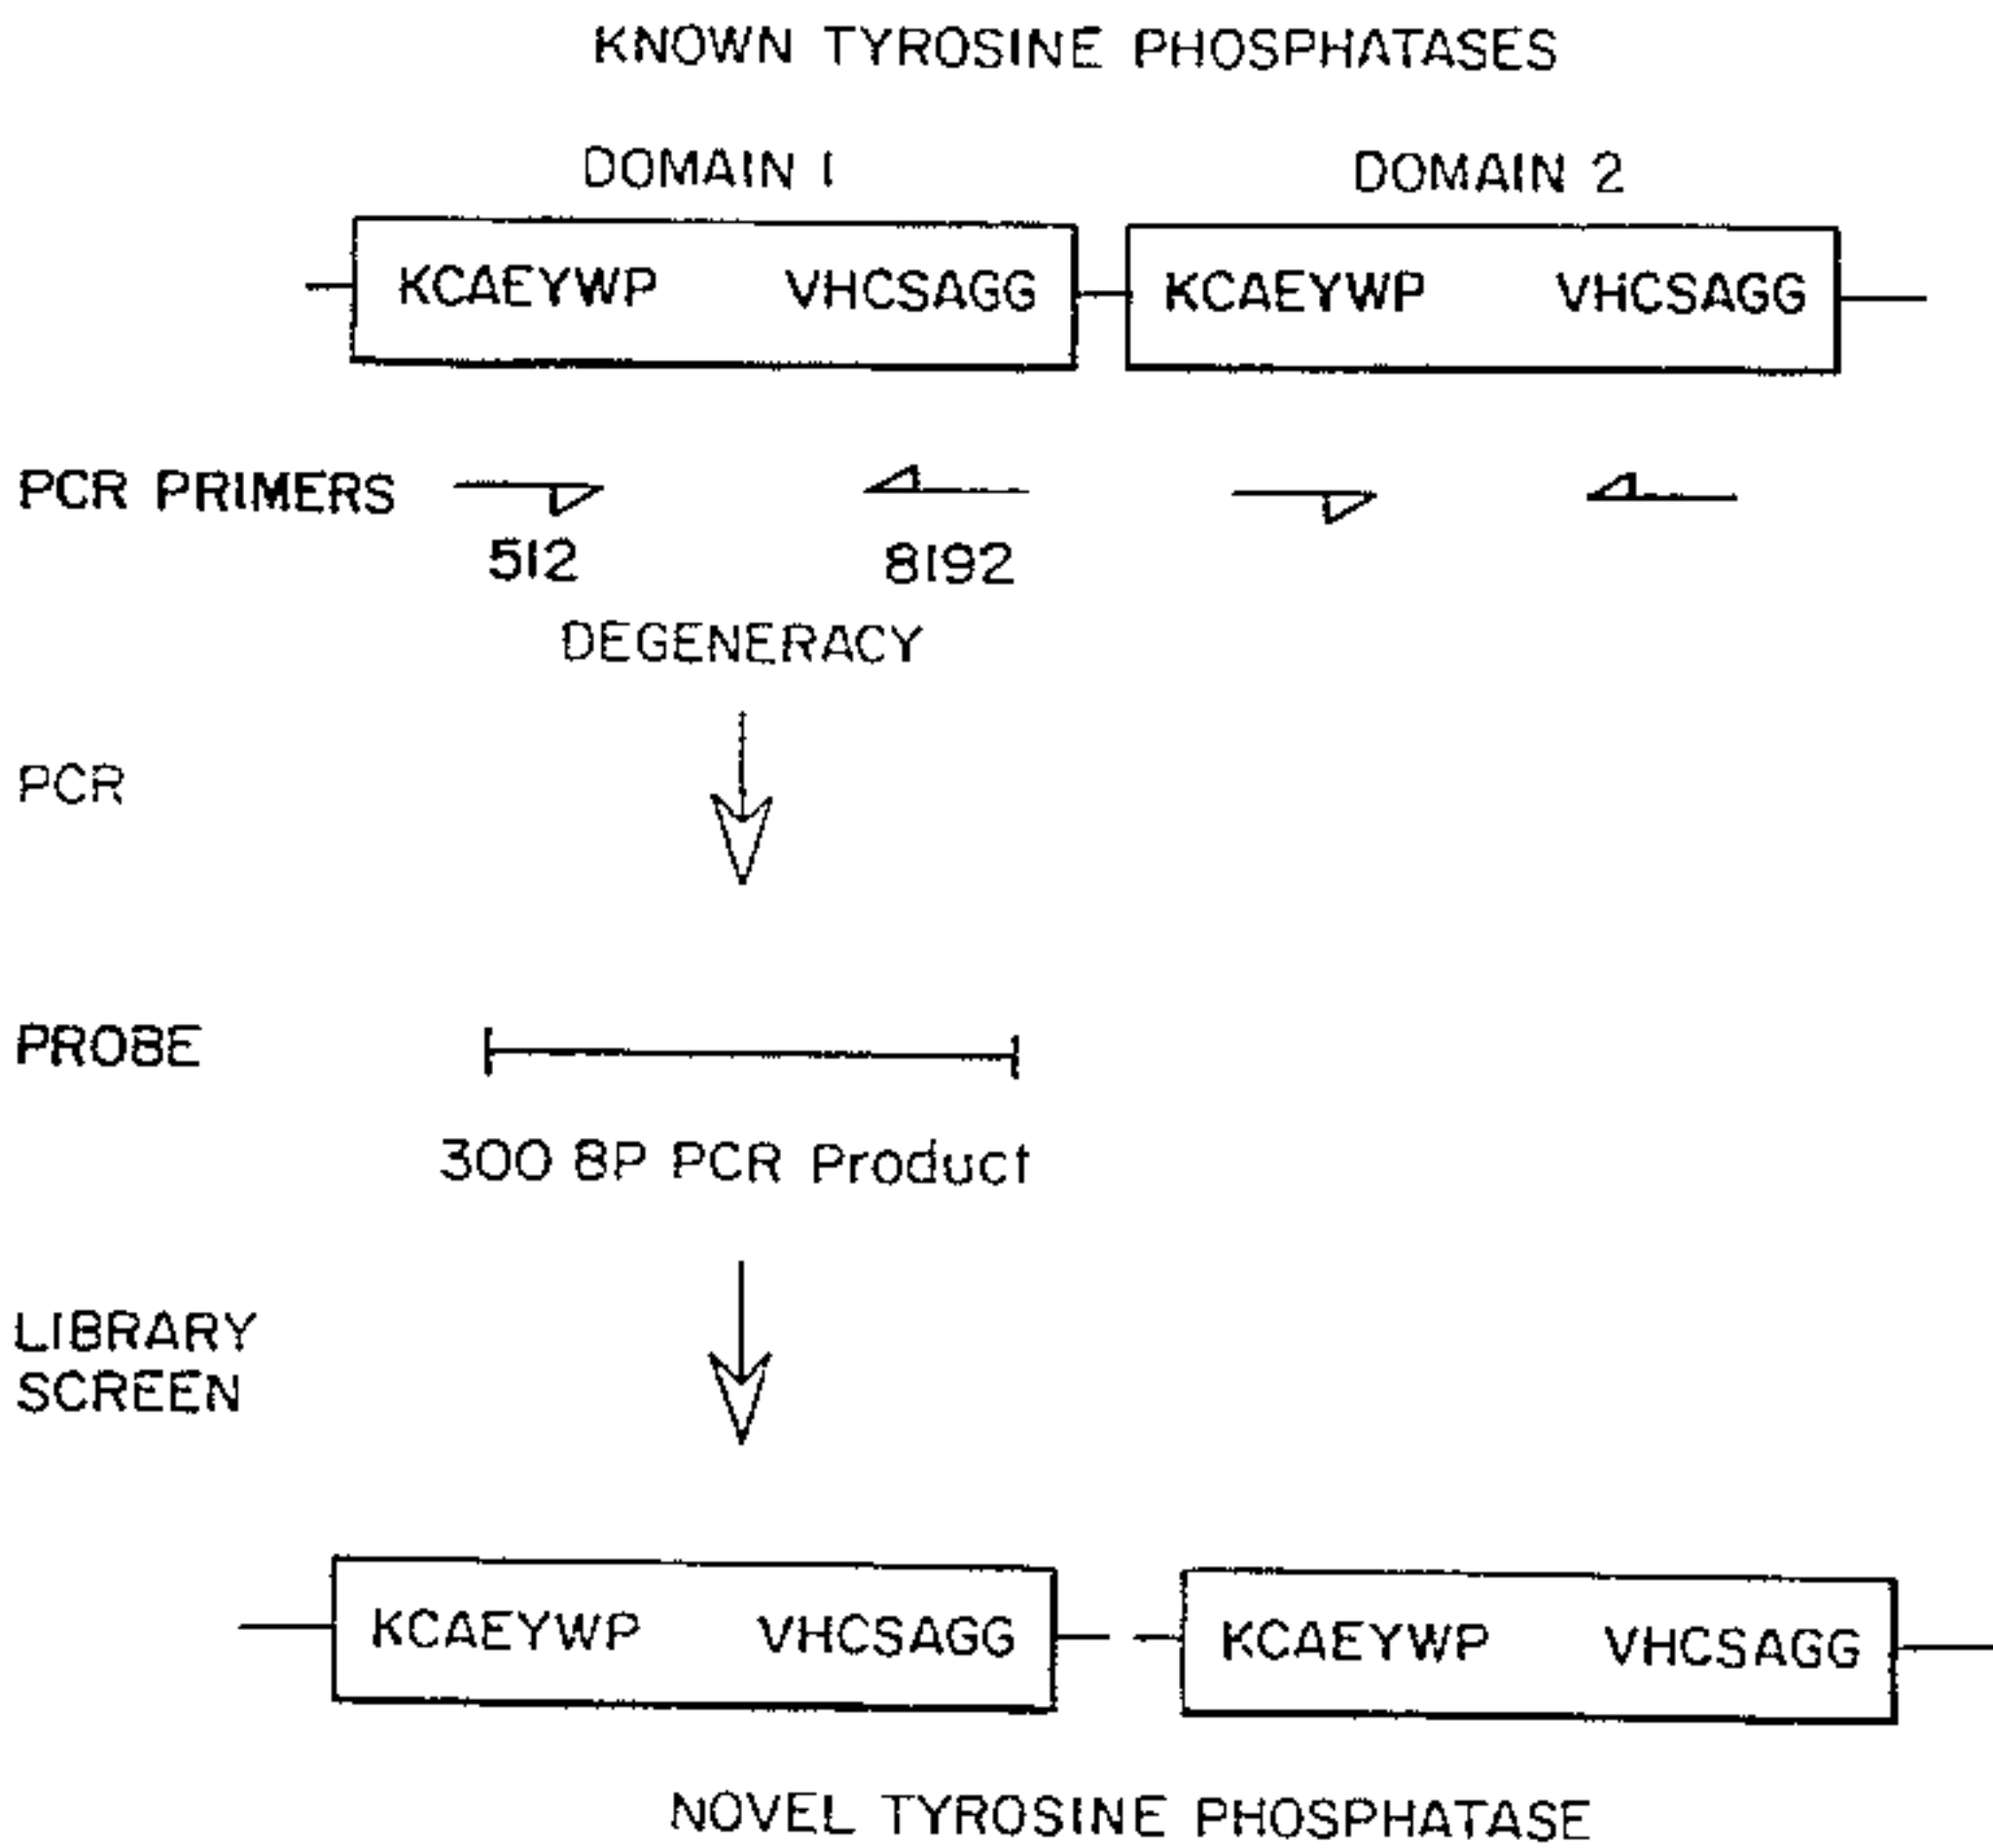 KNOWN TYROSINE PHOSPHATASES
DOMAIN 1 DOMAIN 2
KCAEYWP VHCSAGG KCAEYWP VHCSAGG
PCR PRIMERS
512 8192
DEGENERACY
PCR
PROBE
300 BP PCR Product
LIBRARY
SCREEN
KCAEYWP VHCSAGG KCAEYWP VHCSAGG
NOVEL TYROSINE PHOSPHATASE